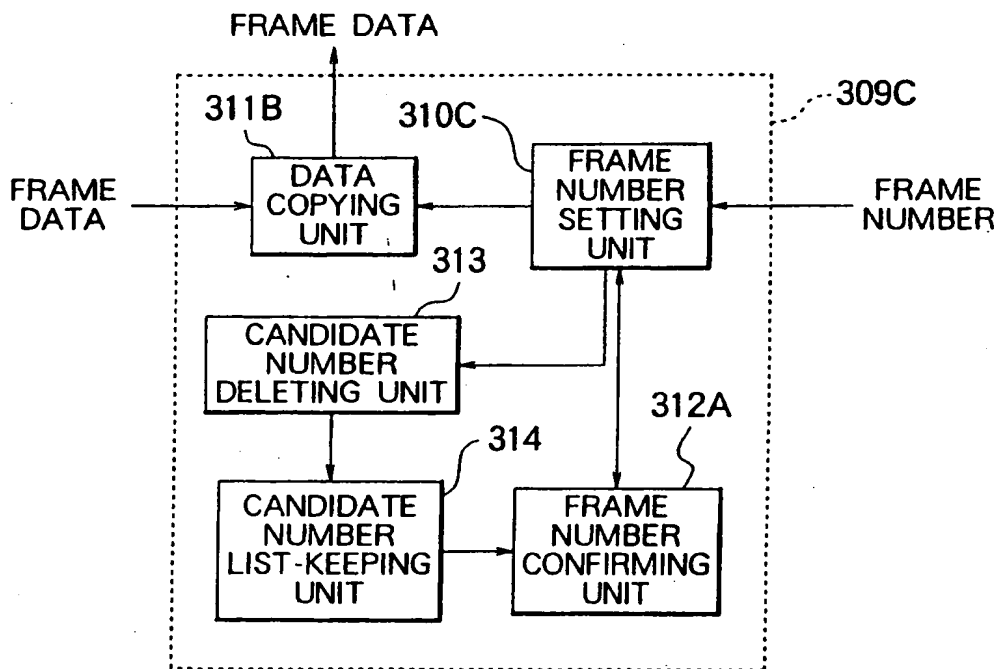 FRAME DATA
309C
311B
310C
DATA
COPYING
UNIT
FRAME
NUMBER
SETTING
UNIT
FRAME
DATA
FRAME
NUMBER
313
CANDIDATE
NUMBER
DELETING UNIT
312A
314
CANDIDATE
NUMBER
LIST-KEEPING
UNIT
FRAME
NUMBER
CONFIRMING
UNIT